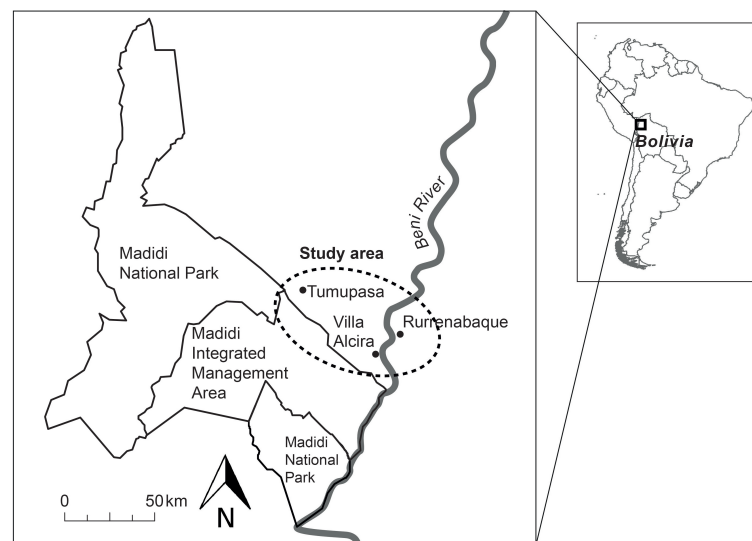 Bolivia
Beni River
Study area
Madidi
National Park
Tumupasa
Villa
Alcira
Rurrenabaque
Madidi
Integrated
Management
Area
Madidi
National
Park
0 50 km
N